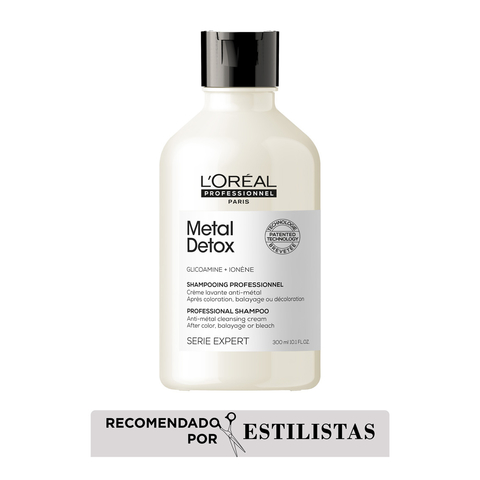 L'ORÉAL
PROFESSIONNEL
PARIS
Metal
Detox
TECHNOLOGIE
PATENTED
TECHNOLOGY
BREVETÉE
GLICOAMINE + IONÈNE
SHAMPOOING PROFESSIONNEL
Crème lavante anti-métal
Après coloration, balayage ou décoloration
PROFESSIONAL SHAMPOO
Anti-metal cleansing cream
After color, balayage or bleach
SERIE EXPERT
300 ml (10.1 FL.OZ.
RECOMENDADO
POR
ESTILISTAS